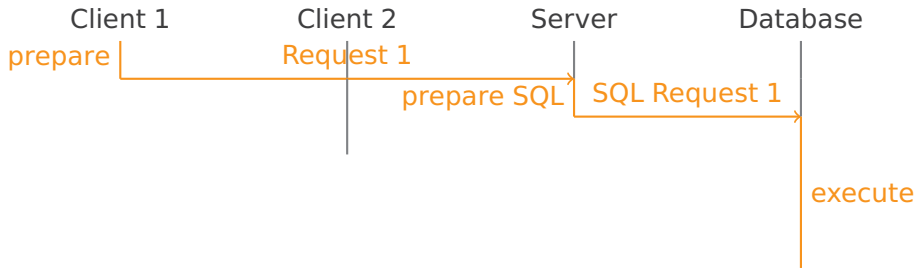 Client 1
Client 2
Server
Database
prepare
Request 1
prepare SQL
SQL Request 1
execute